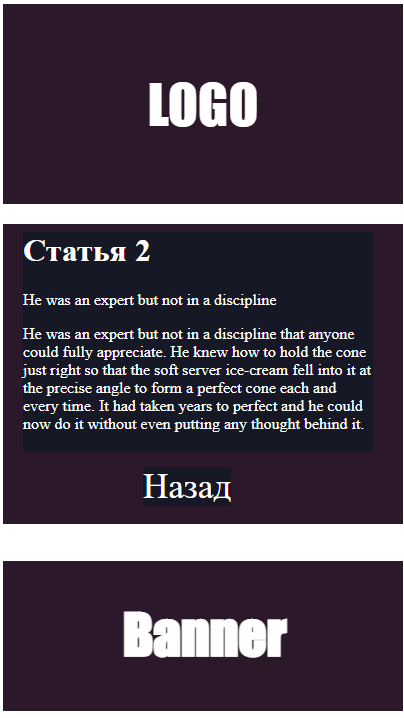 LOGO
Статья 2
He was an expert but not in a discipline
He was an expert but not in a discipline that anyone
could fully appreciate. He knew how to hold the cone
just right so that the soft server ice-cream fell into it at
the precise angle to form a perfect cone each and
every time. It had taken years to perfect and he could
now do it without even putting any thought behind it.
Назад
Banner